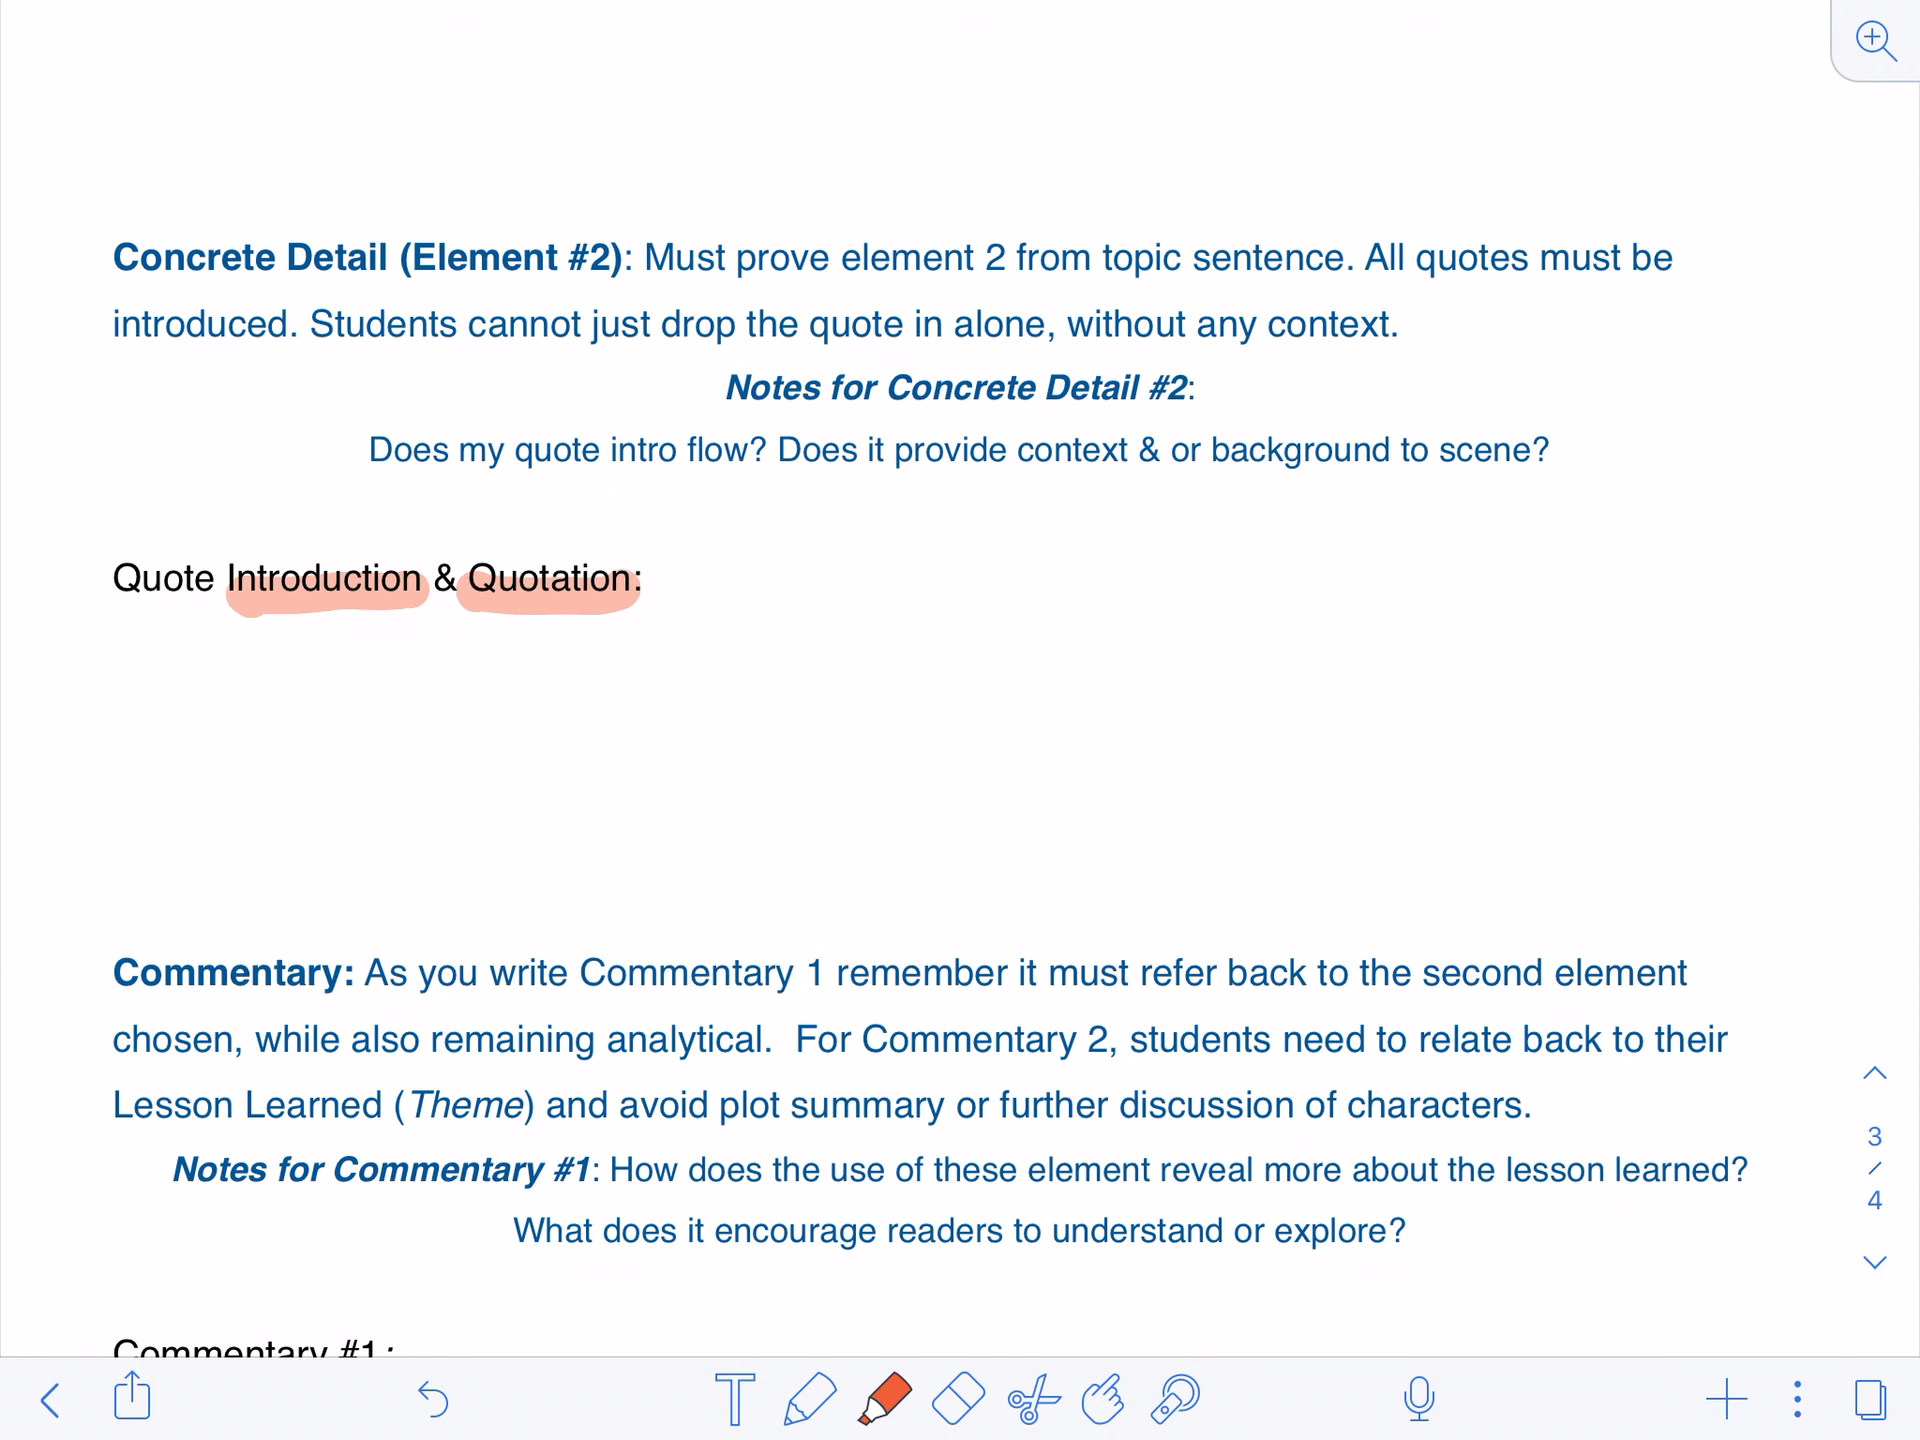 Concrete Detail (Element #2): Must prove element 2 from topic sentence. All quotes must be
introduced. Students cannot just drop the quote in alone, without any context.
Notes for Concrete Detail #2:
Does my quote intro flow? Does it provide context & or background to scene?
Quote Introduction & Quotation:
Commentary: As you write Commentary 1 remember it must refer back to the second element
chosen, while also remaining analytical.  For Commentary 2, students need to relate back to their
Lesson Learned (Theme) and avoid plot summary or further discussion of characters.
Notes for Commentary #1: How does the use of these element reveal more about the lesson learned?
What does it encourage readers to understand or explore?
3
/
4
Commentary #1: